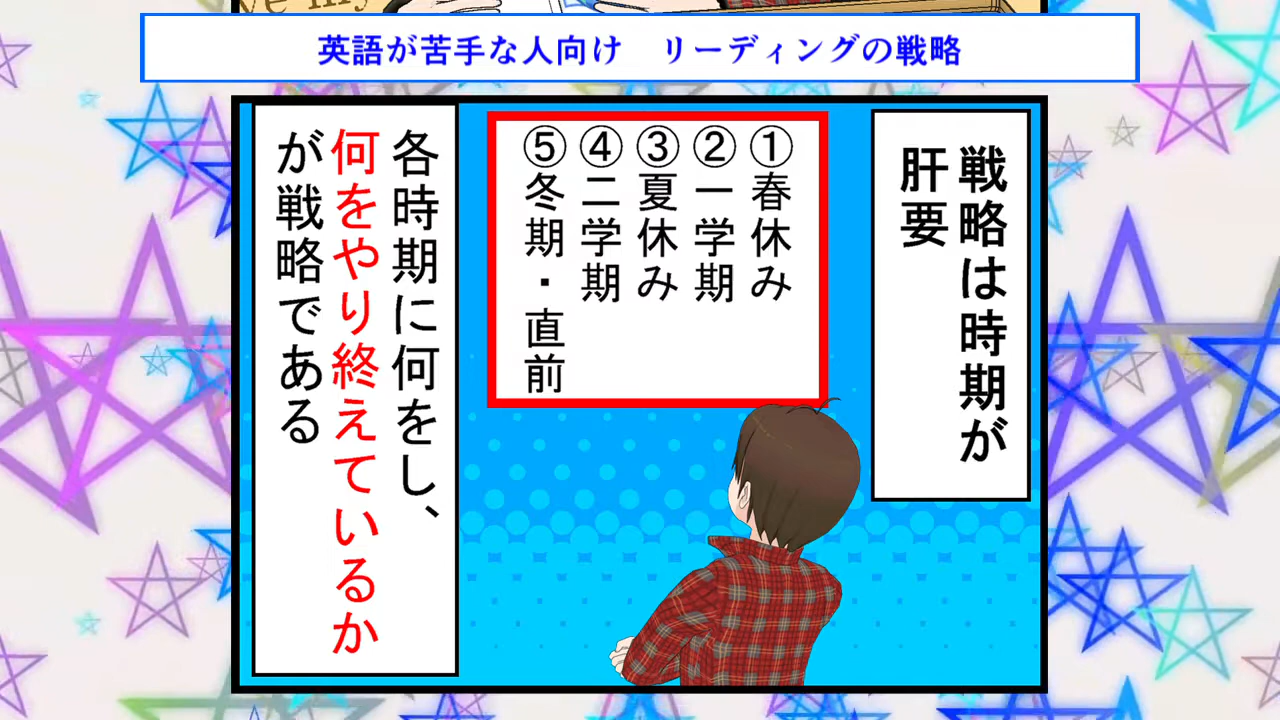 ve my
英語が苦手な人向け　リーディングの戦略
戦略は時期が
肝要
①春休み
②一学期
③夏休み
④二学期
⑤冬期・直前
各時期に何をし、
何をやり終えているか
が戦略である